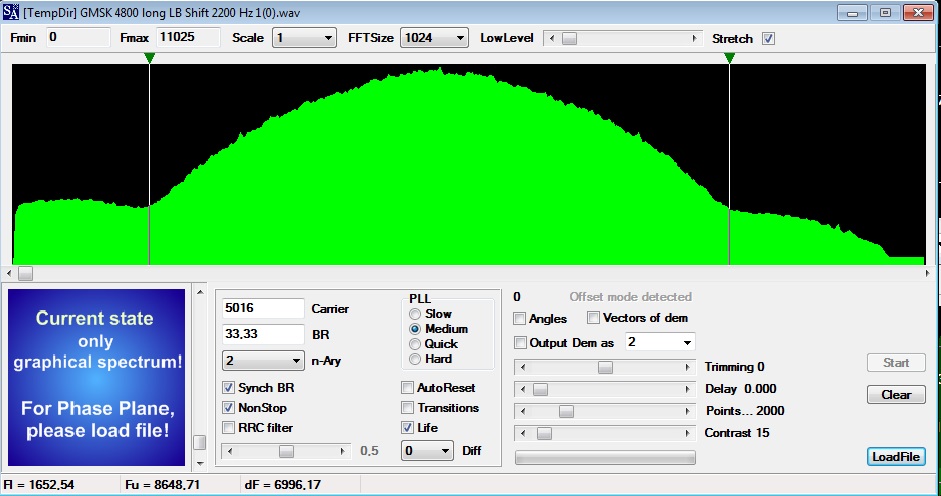 SA [TempDir] GMSK 4800 long LB Shift 2200 Hz 1(0).wav
Fmin 0 Fmax 11025 Scale 1 FFTSize 1024 LowLevel Stretch
Current state
only
graphical spectrum!
For Phase Plane,
please load file!
5016 Carrier
33,33 BR
2 n-Ary
Synch BR
NonStop
RRC filter
0,5
PLL
Slow
Medium
Quick
Hard
AutoReset
Transitions
Life
0 Diff
0 Offset mode detected
Angles Vectors of dem
Output Dem as 2
Trimming 0
Delay 0.000
Points... 2000
Contrast 15
Start
Clear
LoadFile
Fl = 1652,54 Fu = 8648,71 dF = 6996,17